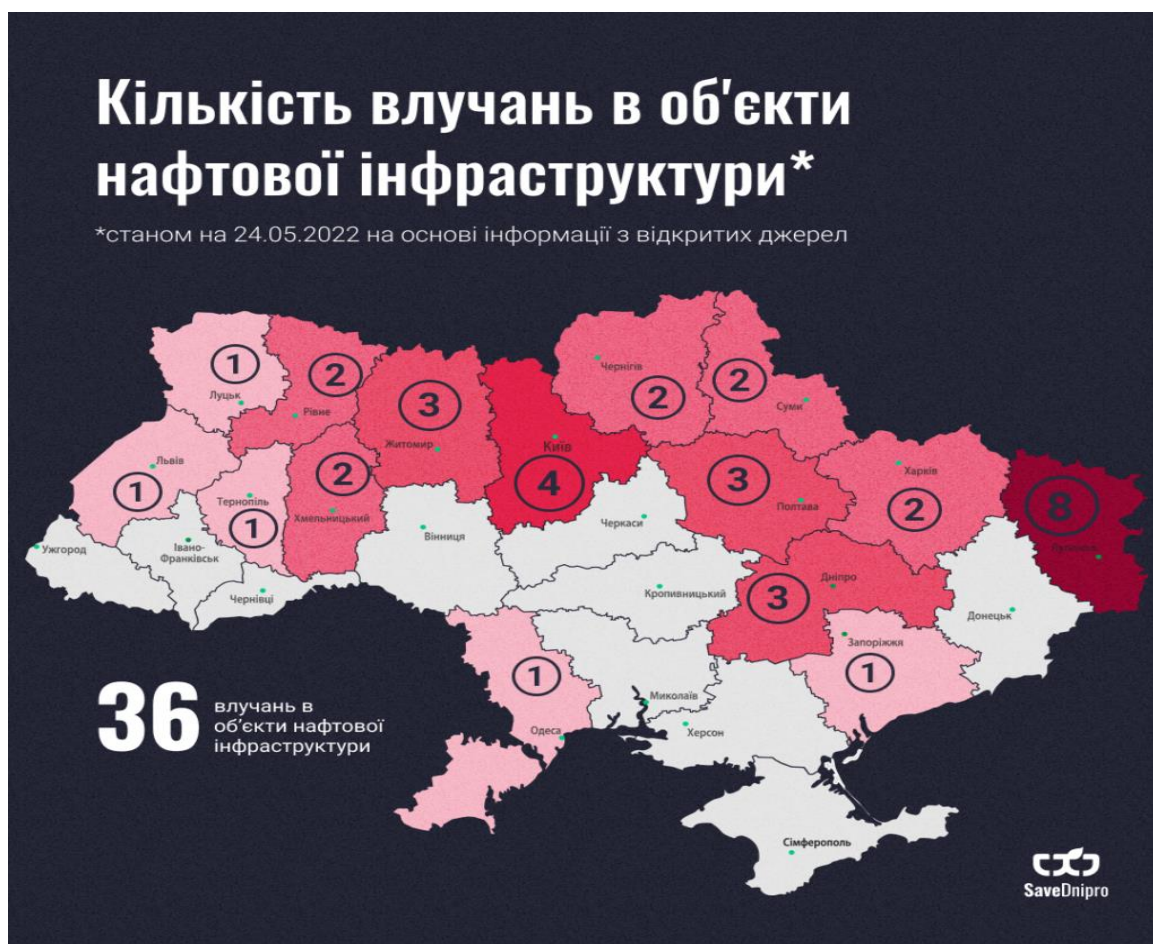 Кількість влучань в об'єкти
нафтової інфраструктури*
*станом на 24.05.2022 на основі інформації з відкритих джерел
1
Луцьк
2
Рівне
3
Житомир
4
Київ
Чернігів
2
2
Суми
Львів
1
Тернопіль
1
2
Хмельницький
3
Полтава
Харків
2
8
Луганськ
Ужгород
Івано-
Франківськ
Чернівці
Вінниця
Черкаси
Кропивницький
Дніпро
3
Донецьк
Запоріжжя
1
1
Одеса
Миколаїв
Херсон
Сімферополь
36
влучань в
об’єкти нафтової
інфраструктури
SaveDnipro